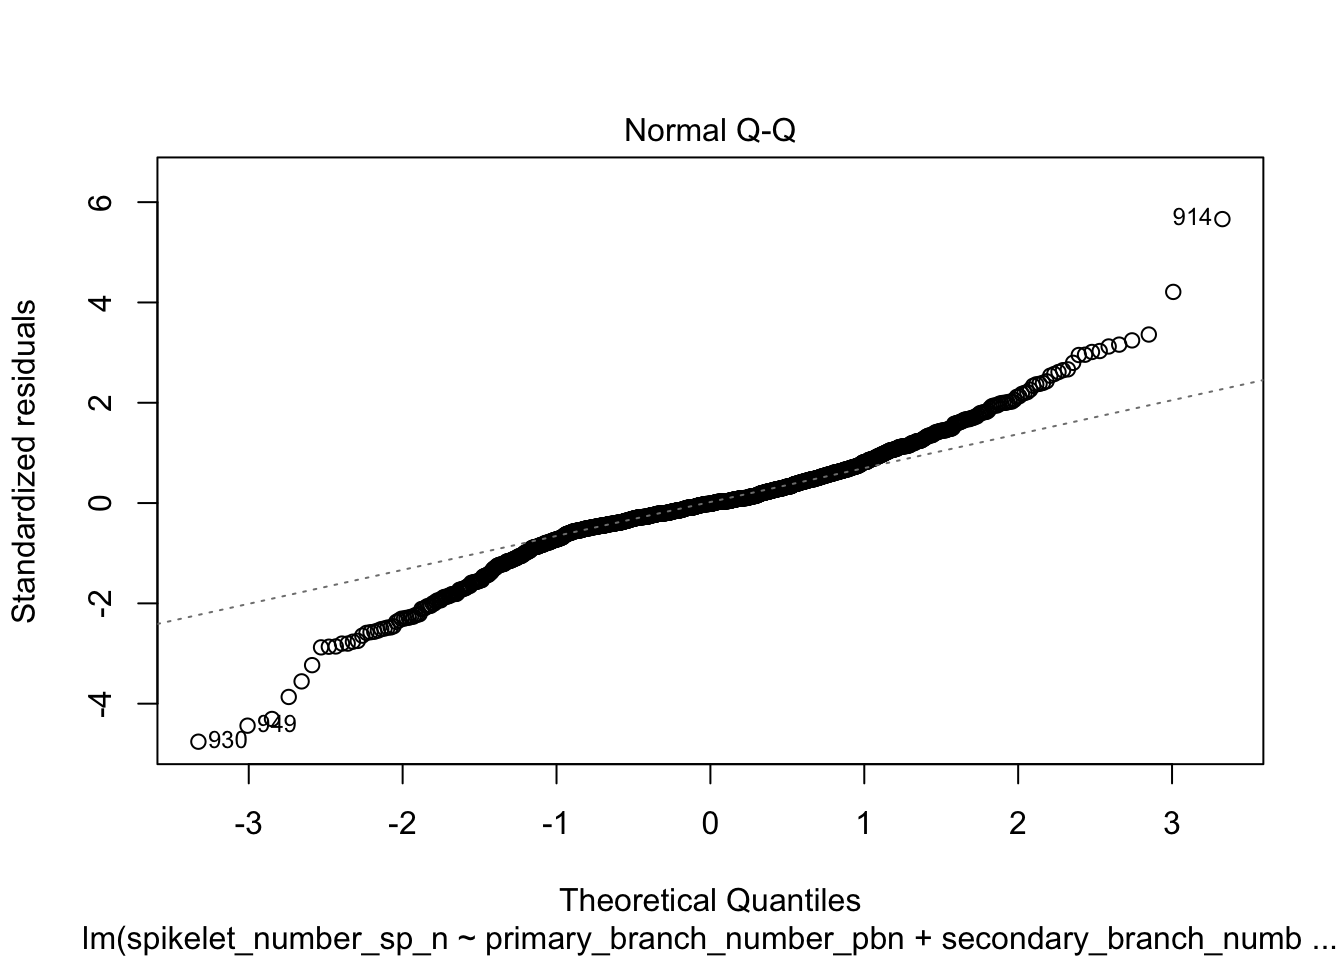 Normal Q-Q
Standardized residuals
6
4
2
0
-2
-4
914
949
930
-3 -2 -1 0 1 2 3
Theoretical Quantiles
lm(spikelet_number_sp_n ~ primary_branch_number_pbn + secondary_branch_numb ...